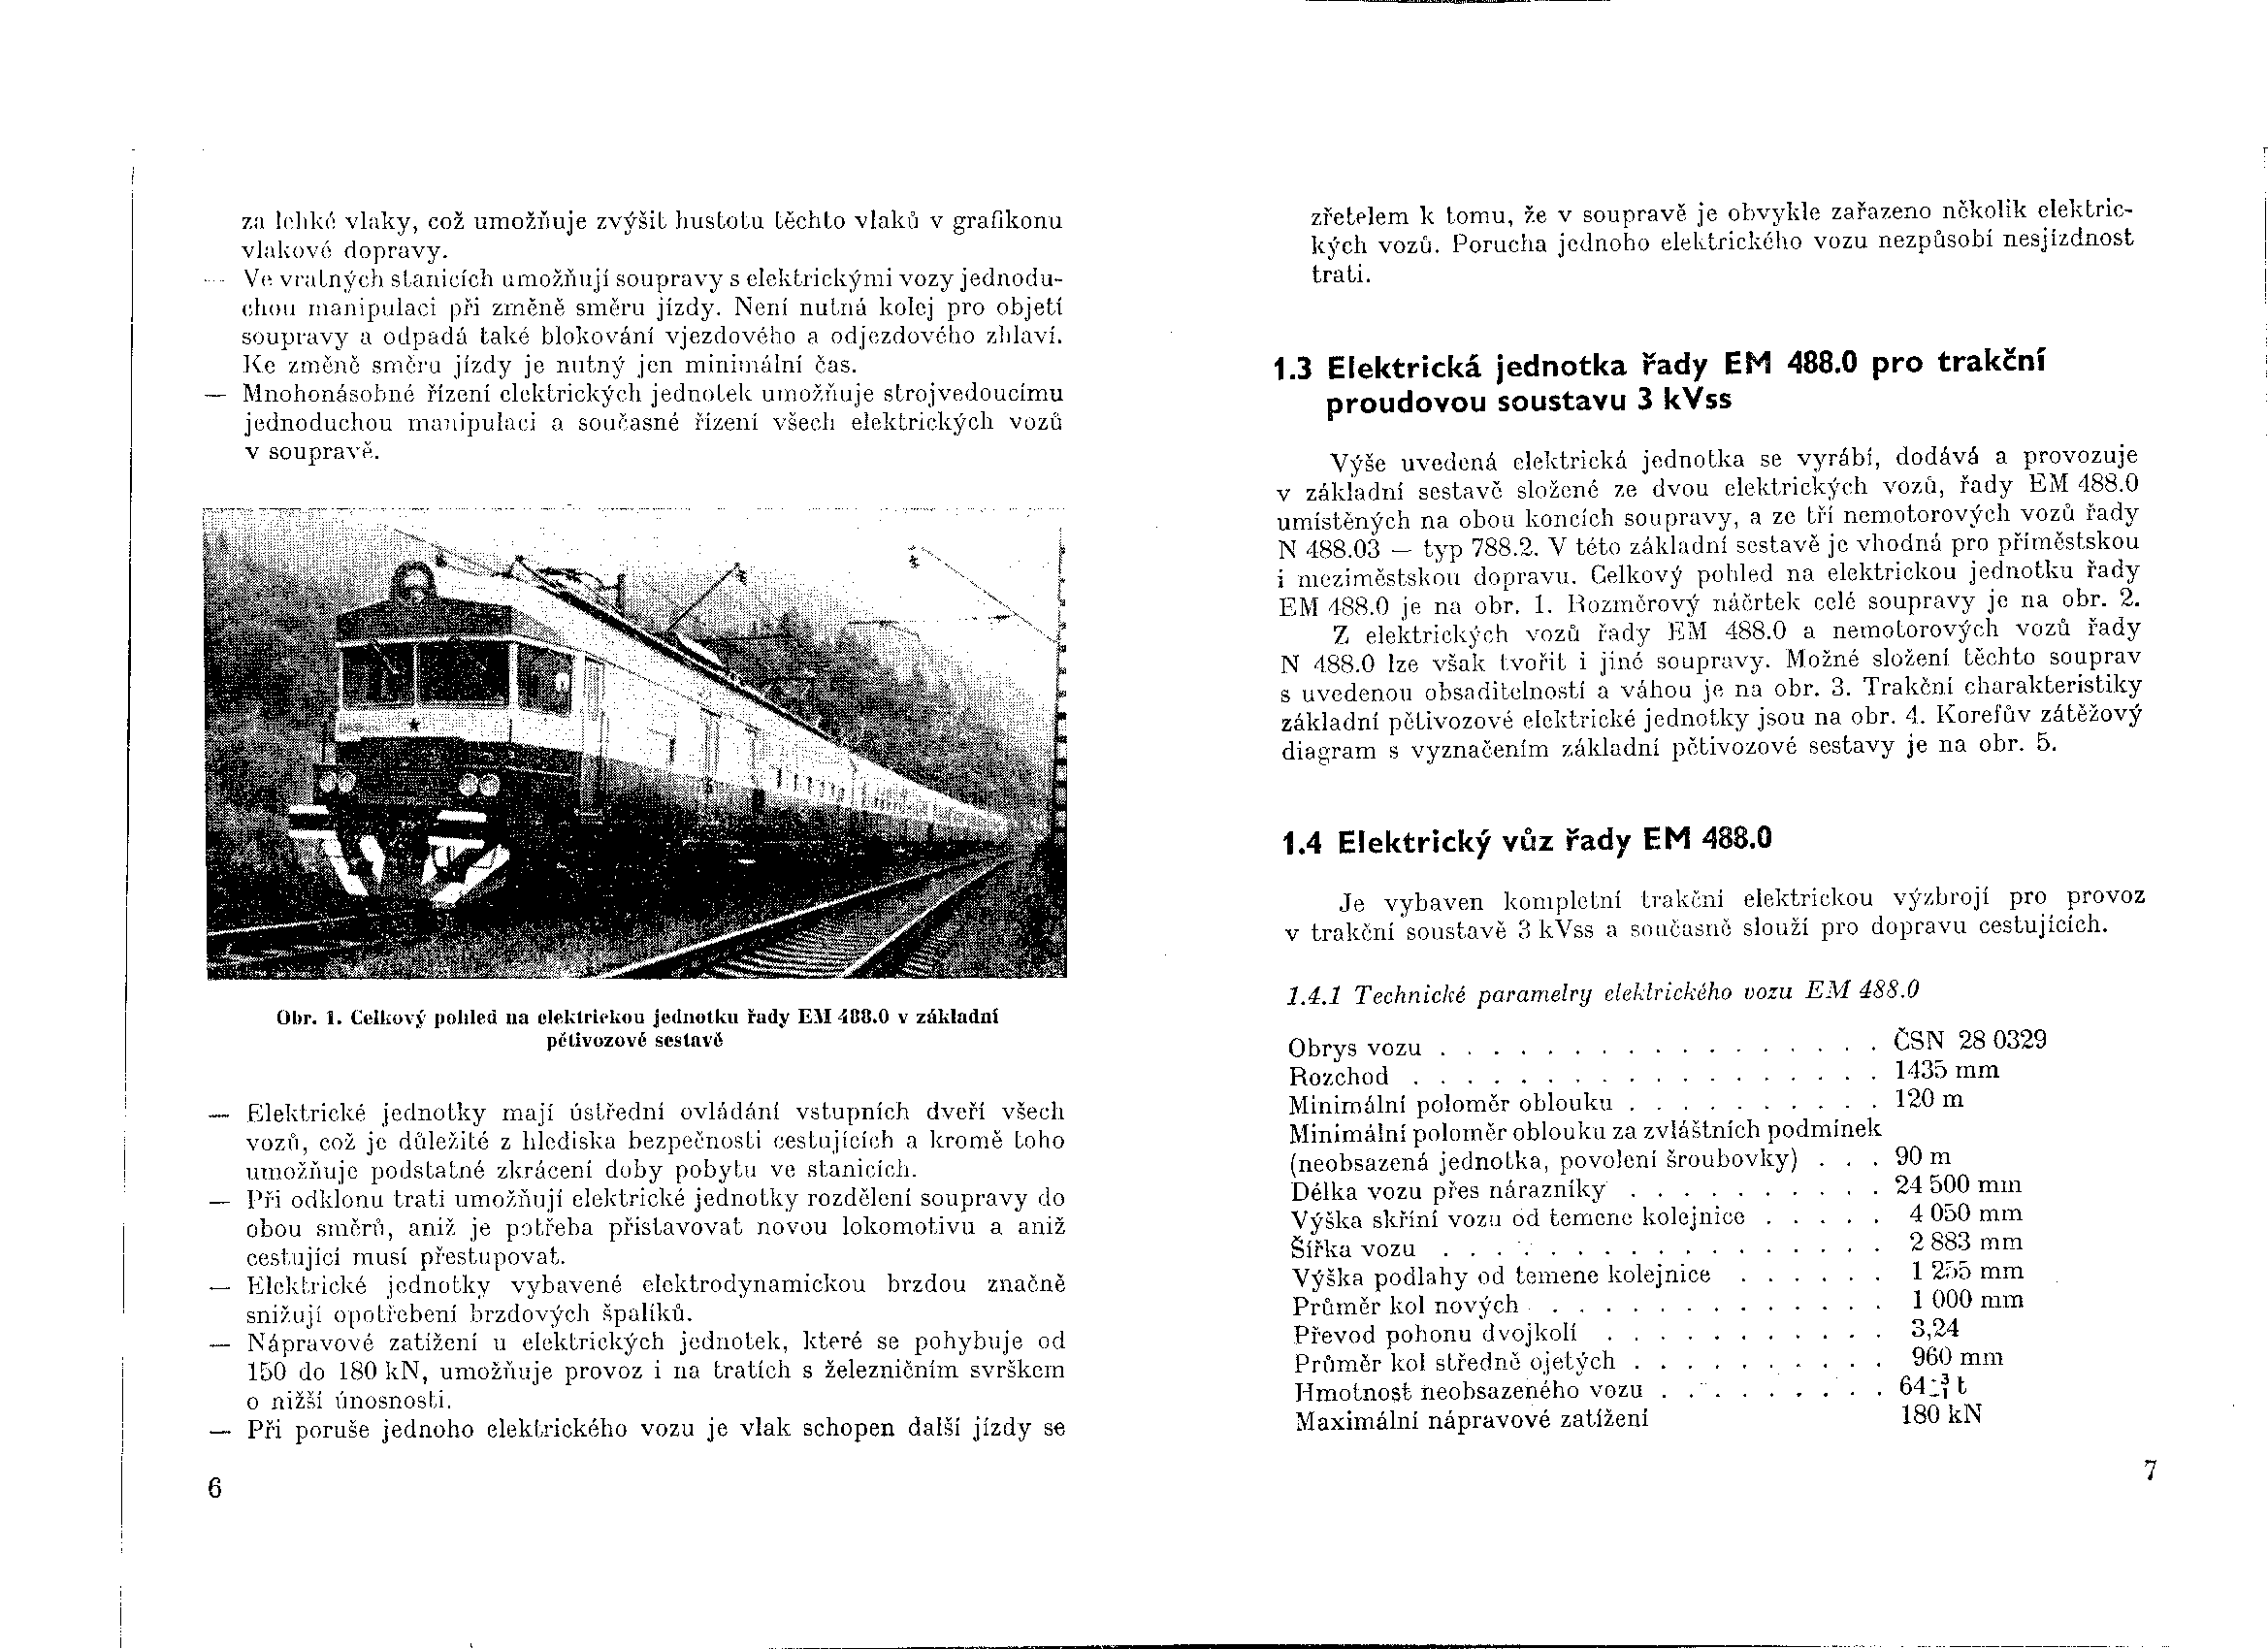 za lehké vlaky, což umožňuje zvýšit hustotu těchto vlaků v grafikonu
vlakové dopravy.
— Ve vratných stanicích umožňují soupravy s elektrickými vozy jednodu-
chou manipulaci při změně směru jízdy. Není nutná kolej pro objetí
soupravy a odpadá také blokování vjezdového a odjezdového zhlaví.
Ke změně směru jízdy je nutný jen minimální čas.
— Mnohonásobné řízení elektrických jednotek umožňuje strojvedoucímu
jednoduchou manipulaci a současné řízení všech elektrických vozů
v soupravě.
Obr. 1. Celkový pohled na elektrickou jednotku řady EM 488.0 v základní
pětivozové sestavě
— Elektrické jednotky mají ústřední ovládání vstupních dveří všech
vozů, což je důležité z hlediska bezpečnosti cestujících a kromě toho
umožňuje podstatné zkrácení doby pobytu ve stanicích.
— Při odklonu trati umožňují elektrické jednotky rozdělení soupravy do
obou směrů, aniž je potřeba přistavovat novou lokomotivu a aniž
cestující musí přestupovat.
— Elektrické jednotky vybavené elektrodynamickou brzdou značně
snižují opotřebení brzdových špalíků.
— Nápravové zatížení u elektrických jednotek, které se pohybuje od
150 do 180 kN, umožňuje provoz i na tratích s železničním svrškem
o nižší únosnosti.
— Při poruše jednoho elektrického vozu je vlak schopen další jízdy se
6
zřetelem k tomu, že v soupravě je obvykle zařazeno několik elektric-
kých vozů. Porucha jednoho elektrického vozu nezpůsobí nesjízdnost
trati.
1.3 Elektrická jednotka řady EM 488.0 pro trakční
proudovou soustavu 3 kVss
Výše uvedená elektrická jednotka se vyrábí, dodává a provozuje
v základní sestavě složené ze dvou elektrických vozů, řady EM 488.0
umístěných na obou koncích soupravy, a ze tří nemotorových vozů řady
N 488.03 — typ 788.2. V této základní sestavě je vhodná pro příměstskou
i meziměstskou dopravu. Celkový pohled na elektrickou jednotku řady
EM 488.0 je na obr. 1. Rozměrový náčrtek celé soupravy je na obr. 2.
Z elektrických vozů řady EM 488.0 a nemotorových vozů řady
N 488.0 lze však tvořit i jiné soupravy. Možné složení těchto souprav
s uvedenou obsaditelností a váhou je na obr. 3. Trakční charakteristiky
základní pětivozové elektrické jednotky jsou na obr. 4. Korefův zátěžový
diagram s vyznačením základní pětivozové sestavy je na obr. 5.
1.4 Elektrický vůz řady EM 488.0
Je vybaven kompletní trakční elektrickou výzbrojí pro provoz
v trakční soustavě 3 kVss a současně slouží pro dopravu cestujících.
1.4.1 Technické parametry elektrického vozu EM 488.0
Obrys vozu . . . . . . . . . . . . . . . . . ČSN 28 0329
Rozchod . . . . . . . . . . . . . . . . . . 1435 mm
Minimální poloměr oblouku . . . . . . . . . . 120 m
Minimální poloměr oblouku za zvláštních podmínek
(neobsazená jednotka, povolení šroubovky) . . . 90 m
Délka vozu přes nárazníky . . . . . . . . . . 24 500 mm
Výška skříní vozu od temene kolejnice . . . . . 4 050 mm
Šířka vozu . . . . . . . . . . . . . . . . . 2 883 mm
Výška podlahy od temene kolejnice . . . . . . 1 255 mm
Průměr kol nových . . . . . . . . . . . . . . 1 000 mm
Převod pohonu dvojkolí . . . . . . . . . . . 3,24
Průměr kol středně ojetých . . . . . . . . . . 960 mm
Hmotnost neobsazeného vozu . . . . . . . . . 64 +3 −1 t
Maximální nápravové zatížení 180 kN
7